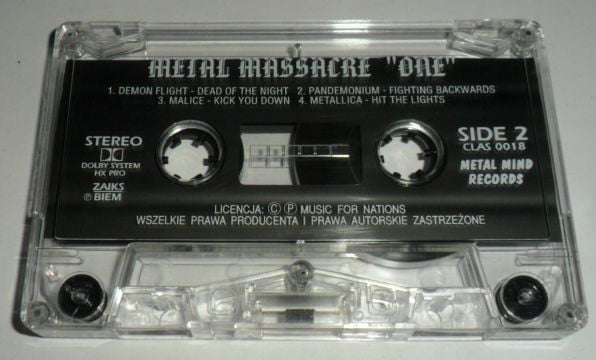 METAL MASSACRE "ONE"
1. DEMON FLIGHT - DEAD OF THE NIGHT 2. PANDEMONIUM - FIGHTING BACKWARDS
3. MALICE - KICK YOU DOWN 4. METALLICA - HIT THE LIGHTS
STEREO
DOLBY SYSTEM
HX PRO
ZAIKS
Ⓟ BIEM
SIDE 2
CLAS 0018
METAL MIND
RECORDS
LICENCJA: Ⓒ Ⓟ MUSIC FOR NATIONS
WSZELKIE PRAWA PRODUCENTA I PRAWA AUTORSKIE ZASTRZEŻONE